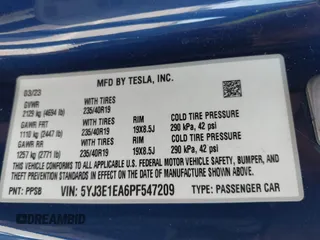 MFD BY TESLA, INC.
03/23
GVWR
2129 kg (4694 lb)
WITH TIRES
235/40R19
GAWR FRT
1110 kg (2447 lb)
WITH TIRES
235/40R19
RIM
19X8.5J
COLD TIRE PRESSURE
290 kPa, 42 psi
GAWR RR
1257 kg (2771 lb)
WITH TIRES
235/40R19
RIM
19X8.5J
COLD TIRE PRESSURE
290 kPa, 42 psi
THIS VEHICLE CONFORMS TO ALL APPLICABLE FEDERAL MOTOR VEHICLE SAFETY, BUMPER, AND
THEFT PREVENTION STANDARDS IN EFFECT ON THE DATE OF MANUFACTURE SHOWN ABOVE.
PNT: PPSB
VIN: 5YJ3E1EA6PF547209
TYPE: PASSENGER CAR